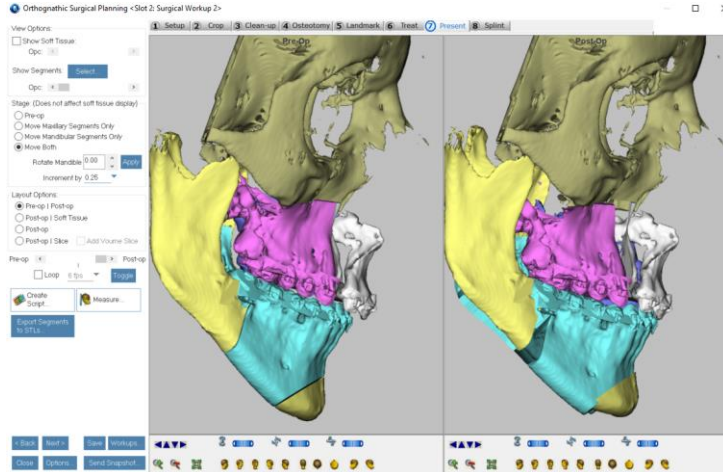 Orthognathic Surgical Planning <Slot 2: Surgical Workup 2>
View Options:
Show Soft Tissue:
Opc:
Show Segments: Select...
Opc:
Stage: (Does not affect soft tissue display)
Pre-op
Move Maxillary Segments Only
Move Mandibular Segments Only
Move Both
Rotate Mandible 0.00 Apply
Increment by 0.25
Layout Options:
Pre-op | Post-op
Post-op | Soft Tissue
Post-op
Post-op | Slice Add Volume Slice
Pre-op Post-op
Loop 6 fps Toggle
Create Script...
Measure...
Export Segments to STLs...
< Back Next > Save Workups...
Close Options... Send Snapshot...
1 Setup 2 Crop 3 Clean-up 4 Osteotomy 5 Landmark 6 Treat 7 Present 8 Splint
Pre-Op
Post-Op